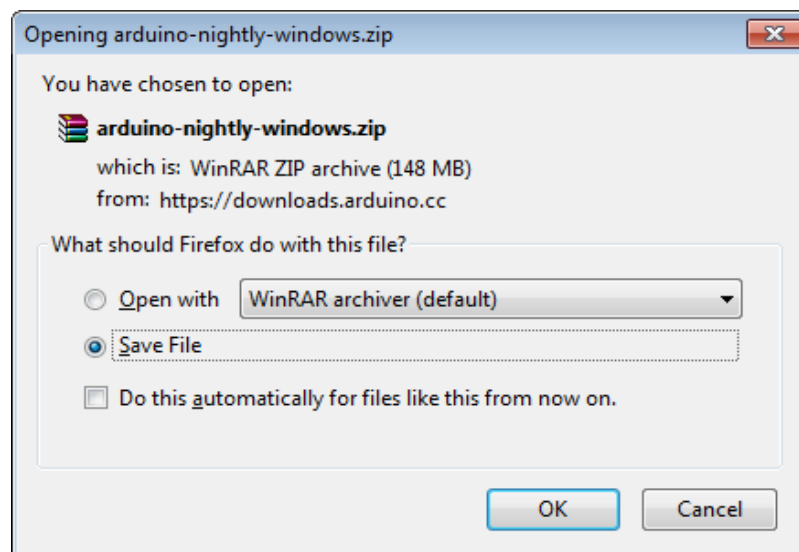 Opening arduino-nightly-windows.zip
You have chosen to open:
arduino-nightly-windows.zip
which is: WinRAR ZIP archive (148 MB)
from: https://downloads.arduino.cc
What should Firefox do with this file?
Open with WinRAR archiver (default)
Save File
Do this automatically for files like this from now on.
OK Cancel